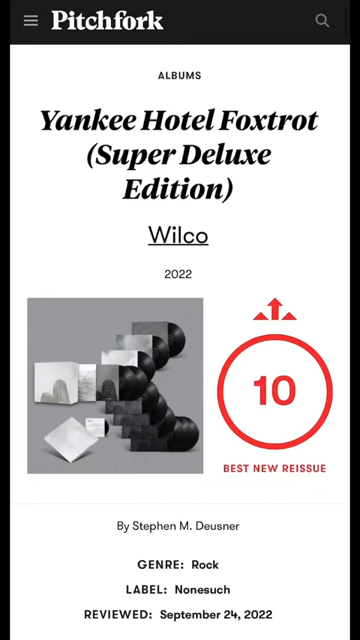 Pitchfork
ALBUMS
Yankee Hotel Foxtrot
(Super Deluxe
Edition)
Wilco
2022
10
BEST NEW REISSUE
By Stephen M. Deusner
GENRE: Rock
LABEL: Nonesuch
REVIEWED: September 24, 2022